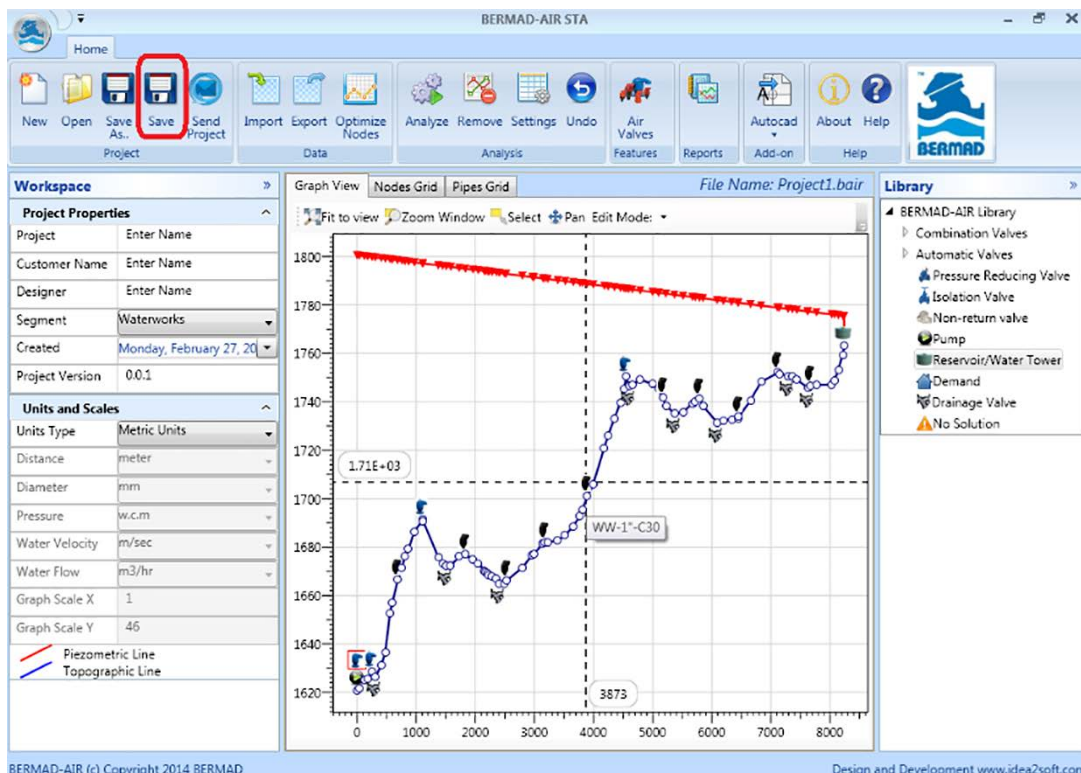 BERMAD-AIR STA
Home
New Open Save As.. Save Send Project
Project
Import Export Optimize Nodes
Data
Analyze Remove Settings Undo
Analysis
Air Valves
Features
Reports
Autocad
Add-on
About Help
Help
BERMAD
Workspace »
Project Properties
Project Enter Name
Customer Name Enter Name
Designer Enter Name
Segment Waterworks
Created Monday, February 27, 20
Project Version 0.0.1
Units and Scales
Units Type Metric Units
Distance meter
Diameter mm
Pressure w.c.m
Water Velocity m/sec
Water Flow m3/hr
Graph Scale X 1
Graph Scale Y 46
Piezometric Line
Topographic Line
Graph View Nodes Grid Pipes Grid File Name: Project1.bair
Fit to view Zoom Window Select Pan Edit Mode:
1800
1780
1760
1740
1720
1.71E+03
1700
WW-1"-C30
1680
1660
1640
1620
3873
0 1000 2000 3000 4000 5000 6000 7000 8000
Library »
BERMAD-AIR Library
Combination Valves
Automatic Valves
Pressure Reducing Valve
Isolation Valve
Non-return valve
Pump
Reservoir/Water Tower
Demand
Drainage Valve
No Solution
BERMAD-AIR (c) Copyright 2014 BERMAD
Design and Development www.idea2soft.com